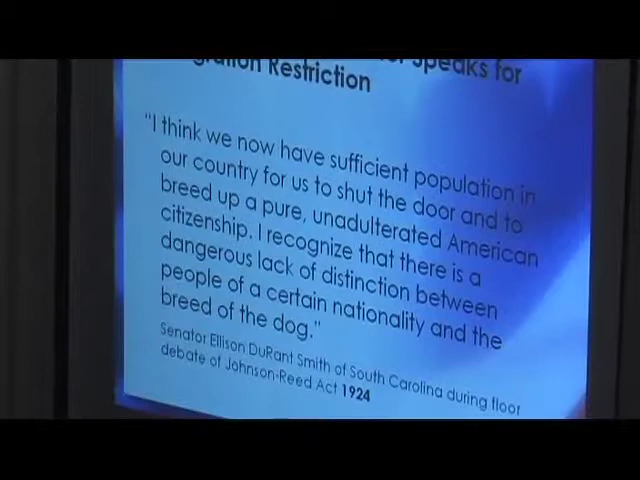 Speaks for
Restriction
“I think we now have sufficient population in
our country for us to shut the door and to
breed up a pure, unadulterated American
citizenship. I recognize that there is a
dangerous lack of distinction between
people of a certain nationality and the
breed of the dog.”
Senator Ellison DuRant Smith of South Carolina during floor
debate of Johnson-Reed Act 1924